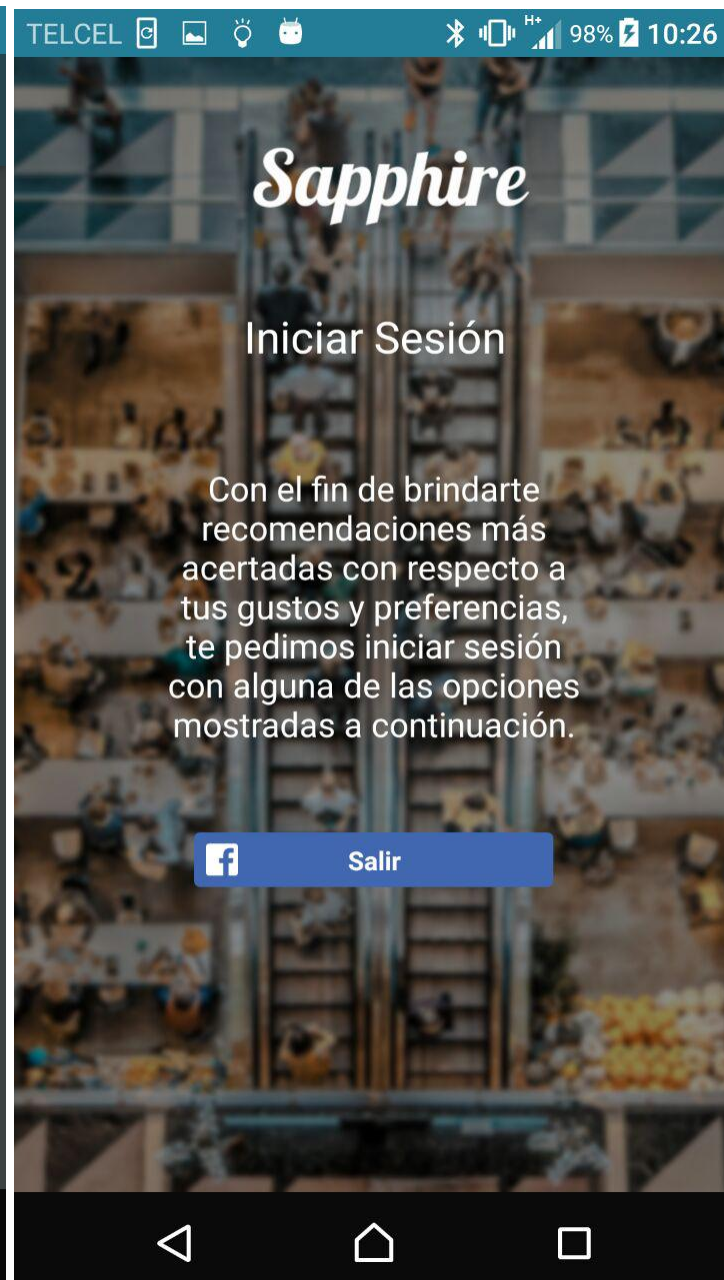 TELCEL H+ 98% 10:26
Sapphire
Iniciar Sesión
Con el fin de brindarte
recomendaciones más
acertadas con respecto a
tus gustos y preferencias,
te pedimos iniciar sesión
con alguna de las opciones
mostradas a continuación.
Salir